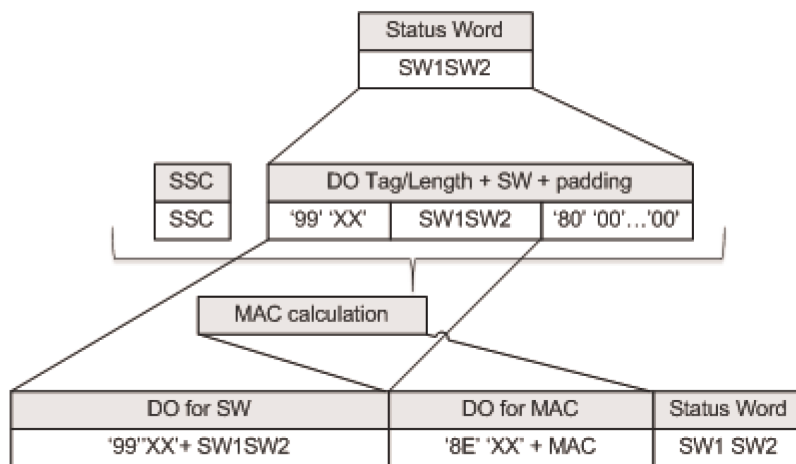 Status Word
SW1SW2
SSC DO Tag/Length + SW + padding
SSC '99' 'XX' SW1SW2 '80' '00'...'00'
MAC calculation
DO for SW DO for MAC Status Word
'99''XX'+ SW1SW2 '8E' 'XX' + MAC SW1 SW2